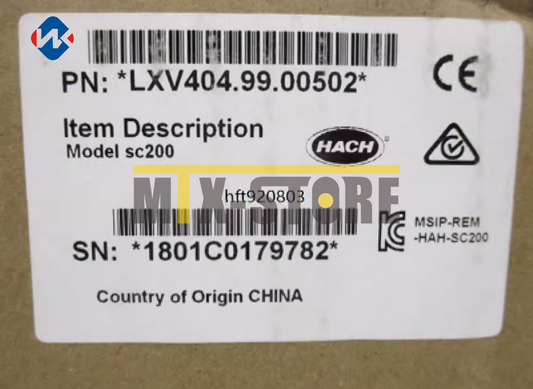 PN: *LXV404.99.00502*
CE
Item Description
Model sc200
HACH
MTX-STORE
hft920803
SN: *1801C0179782*
MSIP-REM
-HAH-SC200
Country of Origin CHINA